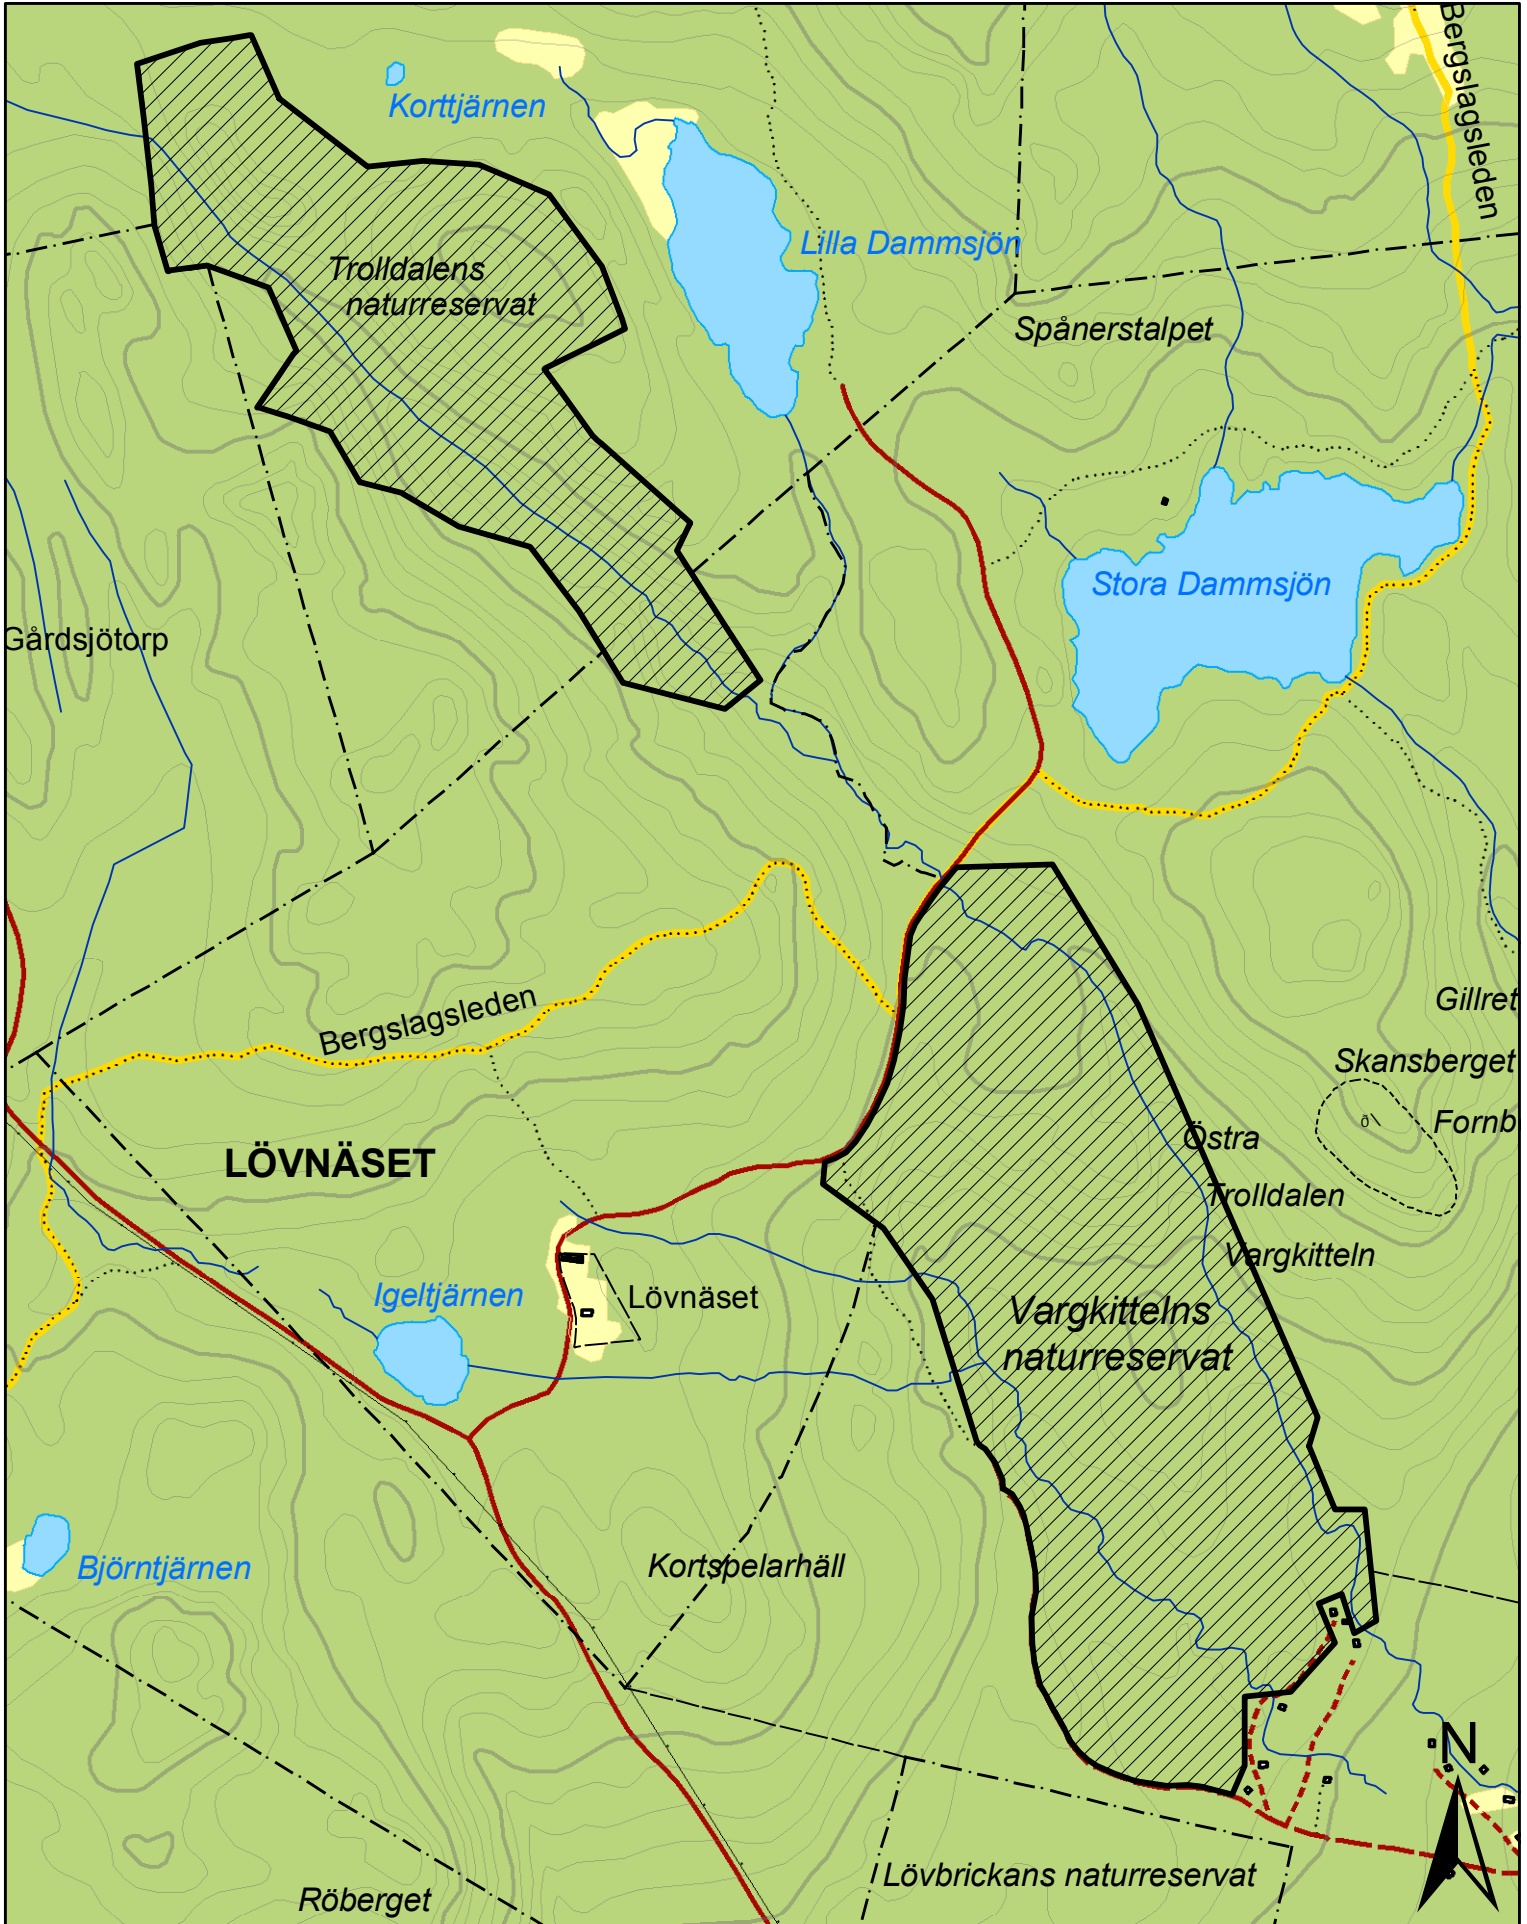 Bergslagsleden
Korttjärnen
Lilla Dammsjön
Trolldalens
naturreservat
Spånerstalpet
Stora Dammsjön
Gårdsjötorp
Gillret
Bergslagsleden
Skansberget
Fornb
LÖVNÄSET
Östra
Trolldalen
Vargkitteln
Igeltjärnen
Lövnäset
Vargkittelns
naturreservat
Björntjärnen
Kortspelarhäll
N
Lövbrickans naturreservat
Röberget